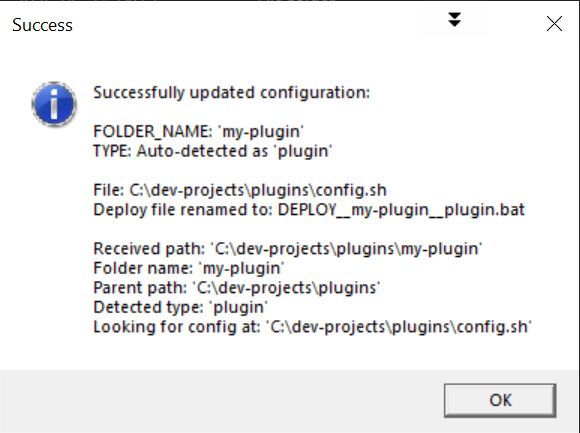 Success
Successfully updated configuration:
FOLDER_NAME: 'my-plugin'
TYPE: Auto-detected as 'plugin'
File: C:\dev-projects\plugins\config.sh
Deploy file renamed to: DEPLOY__my-plugin__plugin.bat
Received path: 'C:\dev-projects\plugins\my-plugin'
Folder name: 'my-plugin'
Parent path: 'C:\dev-projects\plugins'
Detected type: 'plugin'
Looking for config at: 'C:\dev-projects\plugins\config.sh'
OK